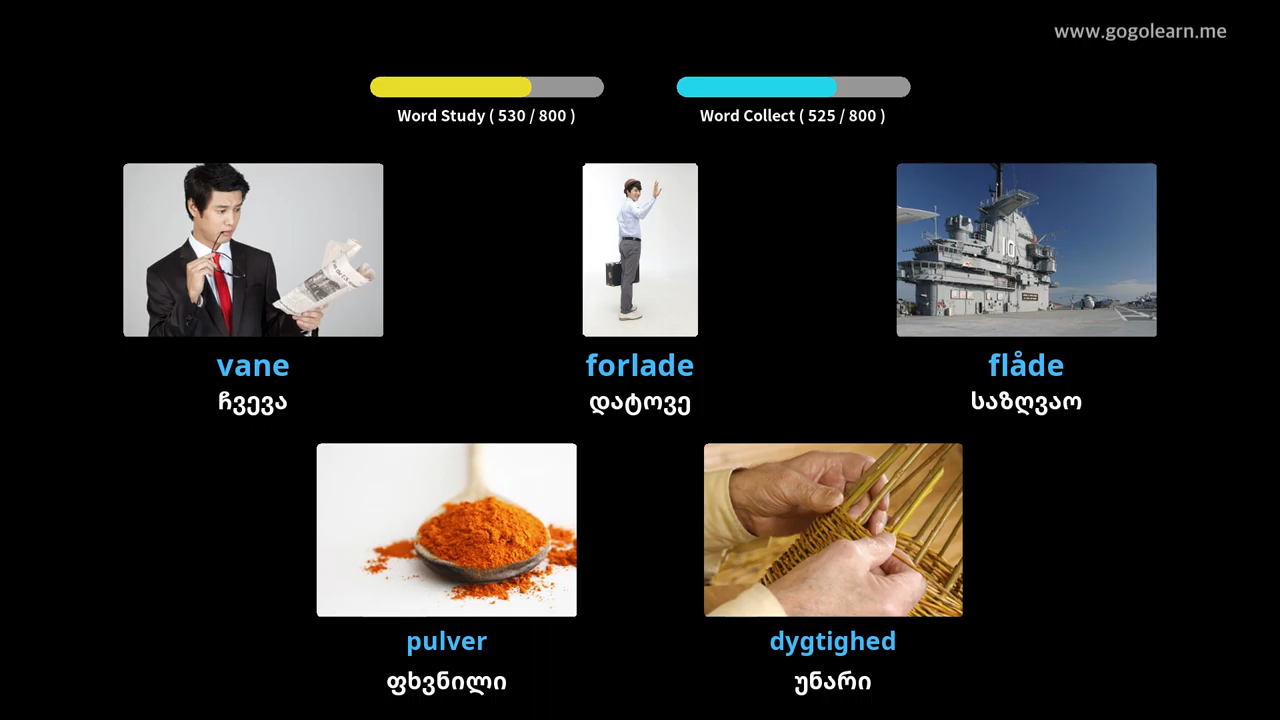 www.gogolearn.me
Word Study ( 530 / 800 )
Word Collect ( 525 / 800 )
10
vane
forlade
flåde
ჩვევა
დატოვე
საზღვაო
pulver
dygtighed
ფხვნილი
უნარი